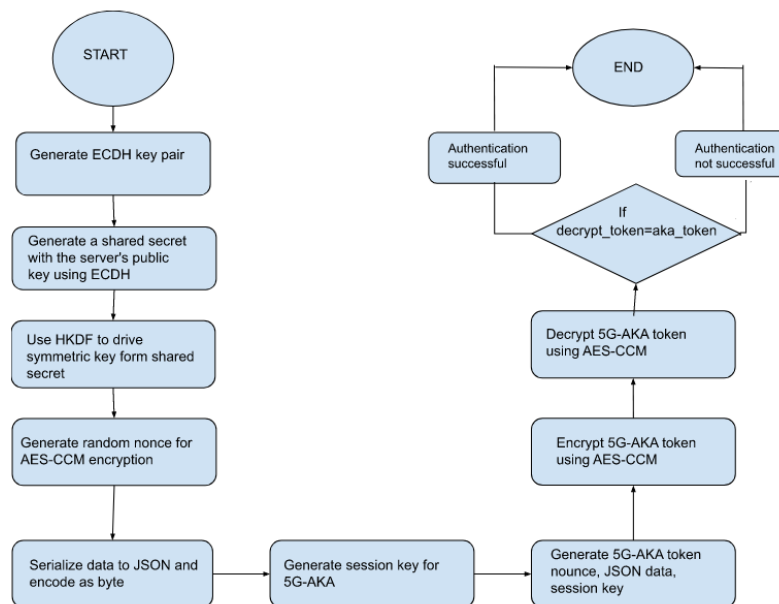 START
Generate ECDH key pair
Generate a shared secret
with the server's public
key using ECDH
Use HKDF to drive
symmetric key form shared
secret
Generate random nonce for
AES-CCM encryption
Serialize data to JSON and
encode as byte
Generate session key for
5G-AKA
Generate 5G-AKA token
nounce, JSON data,
session key
Encrypt 5G-AKA token
using AES-CCM
Decrypt 5G-AKA token
using AES-CCM
If
decrypt_token=aka_token
Authentication
successful
Authentication
not successful
END